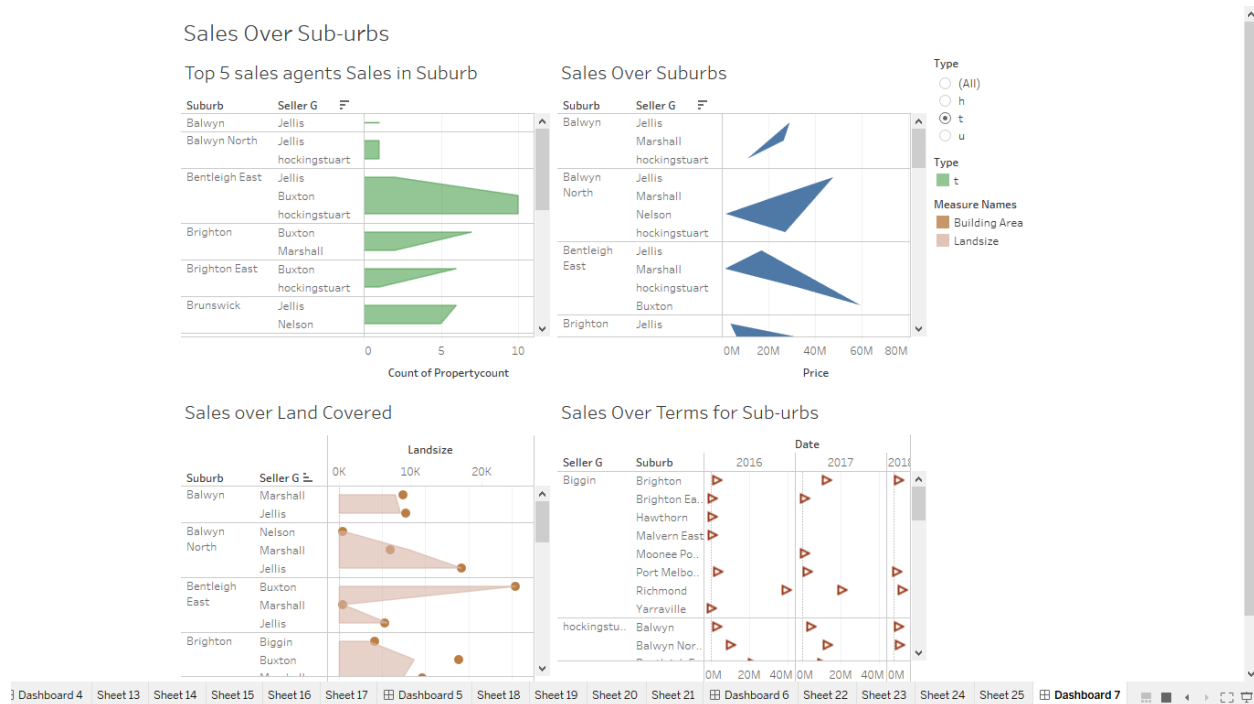 Sales Over Sub-urbs
Top 5 sales agents Sales in Suburb
Suburb Seller G
Balwyn Jellis
Balwyn North Jellis
hockingstuart
Bentleigh East Jellis
Buxton
hockingstuart
Brighton Buxton
Marshall
Brighton East Buxton
hockingstuart
Brunswick Jellis
Nelson
0 5 10
Count of Propertycount
Sales Over Suburbs
Suburb Seller G
Balwyn Jellis
Marshall
hockingstuart
Balwyn Jellis
North Marshall
Nelson
hockingstuart
Bentleigh Jellis
East Marshall
hockingstuart
Buxton
Brighton Jellis
0M 20M 40M 60M 80M
Price
Type
(All)
h
t
u
Type
t
Measure Names
Building Area
Landsize
Sales over Land Covered
Landsize
0K 10K 20K
Suburb Seller G
Balwyn Marshall
Jellis
Balwyn Nelson
North Marshall
Jellis
Bentleigh Buxton
East Marshall
Jellis
Brighton Biggin
Buxton
Sales Over Terms for Sub-urbs
Date
Seller G Suburb 2016 2017 2018
Biggin Brighton
Brighton Ea..
Hawthorn
Malvern East
Moonee Po..
Port Melbo..
Richmond
Yarraville
hockingstu.. Balwyn
Balwyn Nor..
0M 20M 40M 0M 20M 40M 0M
Dashboard 4 Sheet 13 Sheet 14 Sheet 15 Sheet 16 Sheet 17 Dashboard 5 Sheet 18 Sheet 19 Sheet 20 Sheet 21 Dashboard 6 Sheet 22 Sheet 23 Sheet 24 Sheet 25 Dashboard 7